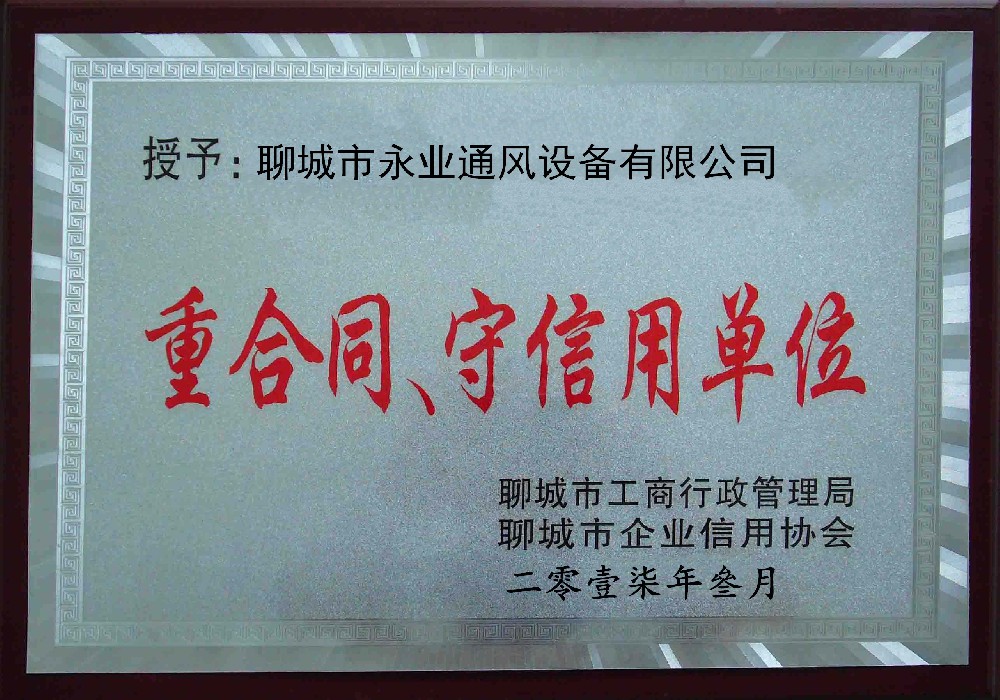 授予：聊城市永业通风设备有限公司
重合同、守信用单位
聊城市工商行政管理局
聊城市企业信用协会
二零壹柒年叁月